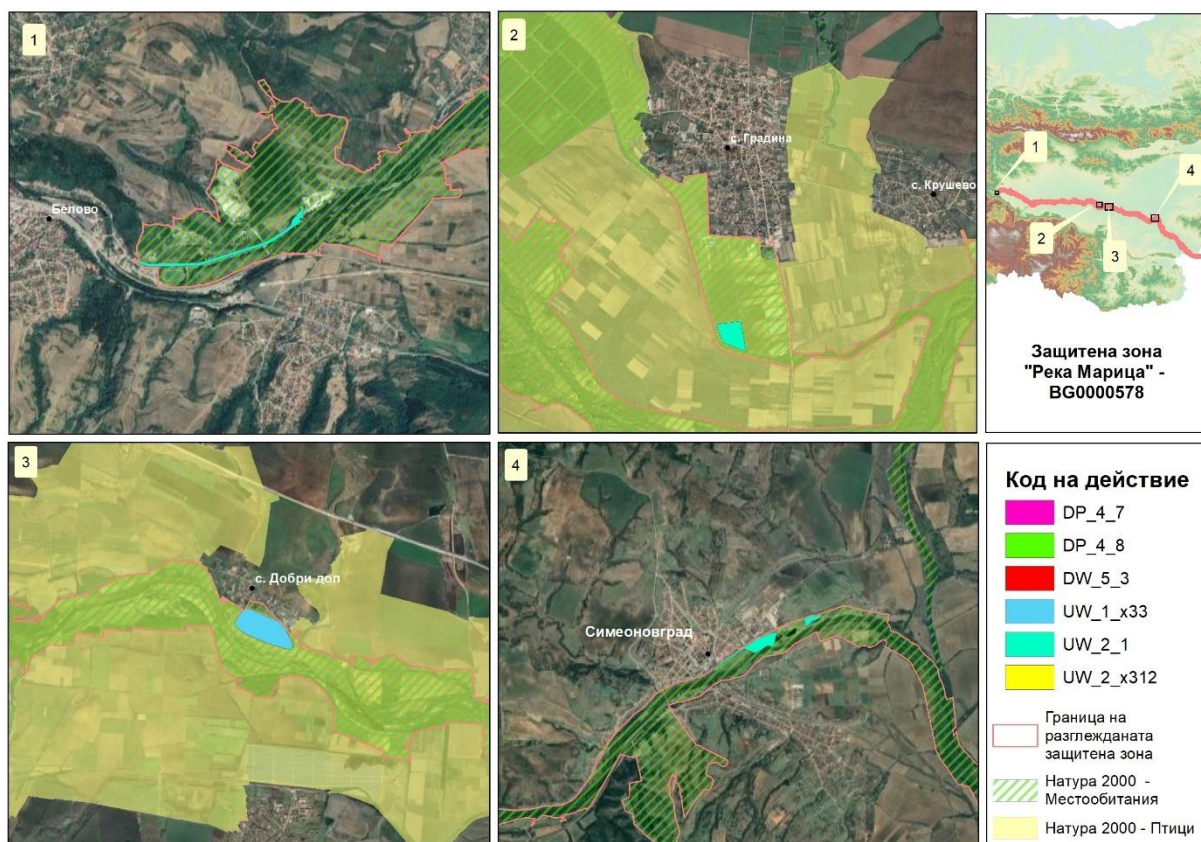 1
Белово
2
с. Градина
с. Крушево
1
4
2
3
Защитена зона
"Река Марица" -
BG0000578
3
с. Добри дол
4
Симеоновград
Код на действие
DP_4_7
DP_4_8
DW_5_3
UW_1_x33
UW_2_1
UW_2_x312
Граница на
разглежданата
защитена зона
Натура 2000 -
Местообитания
Натура 2000 - Птици